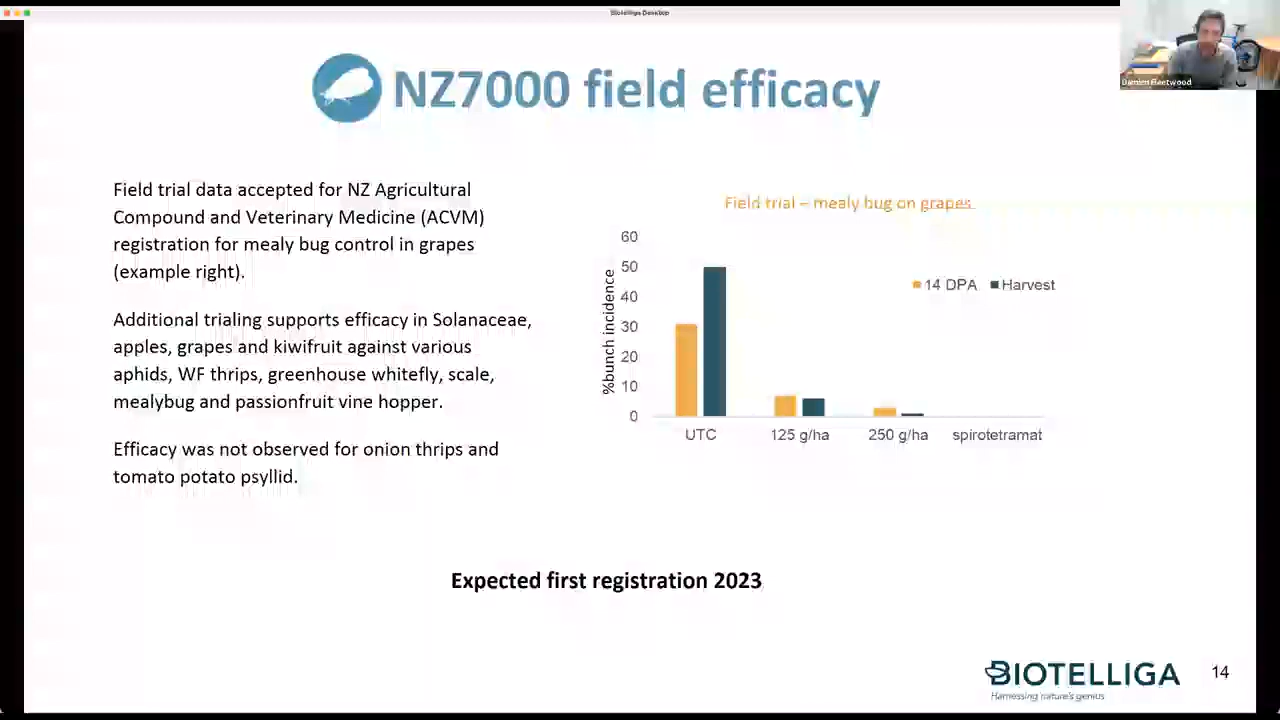 Biotelliga Desktop
Damien Fleetwood
NZ7000 field efficacy
Field trial data accepted for NZ Agricultural
Compound and Veterinary Medicine (ACVM)
registration for mealy bug control in grapes
(example right).
Additional trialing supports efficacy in Solanaceae,
apples, grapes and kiwifruit against various
aphids, WF thrips, greenhouse whitefly, scale,
mealybug and passionfruit vine hopper.
Efficacy was not observed for onion thrips and
tomato potato psyllid.
Field trial – mealy bug on grapes
%bunch incidence
60
50
40
30
20
10
0
14 DPA Harvest
UTC 125 g/ha 250 g/ha spirotetramat
Expected first registration 2023
BIOTELLIGA
Harnessing nature's genius
14